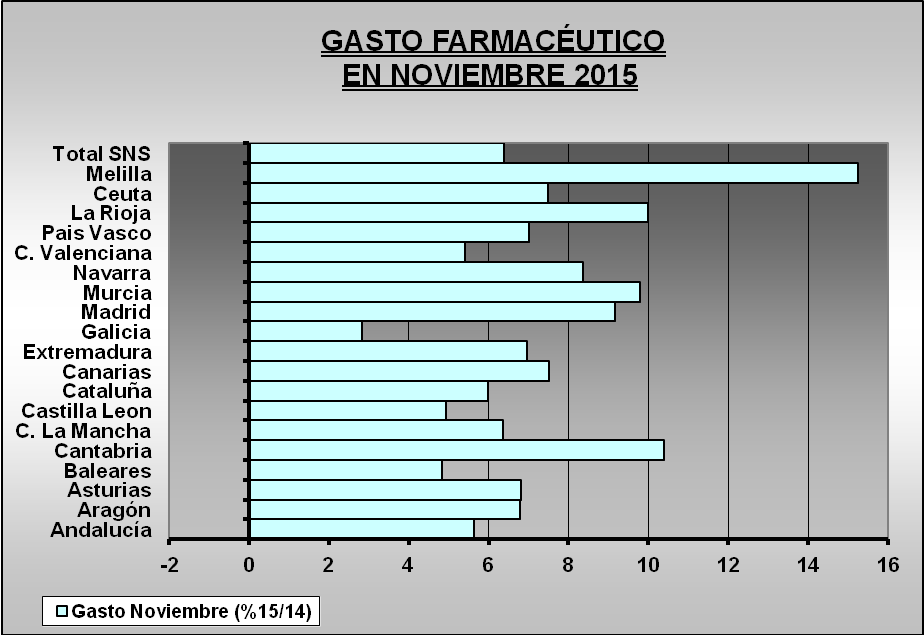 GASTO FARMACÉUTICO
EN NOVIEMBRE 2015
Total SNS
Melilla
Ceuta
La Rioja
Pais Vasco
C. Valenciana
Navarra
Murcia
Madrid
Galicia
Extremadura
Canarias
Cataluña
Castilla Leon
C. La Mancha
Cantabria
Baleares
Asturias
Aragón
Andalucía
-2 0 2 4 6 8 10 12 14 16
Gasto Noviembre (%15/14)